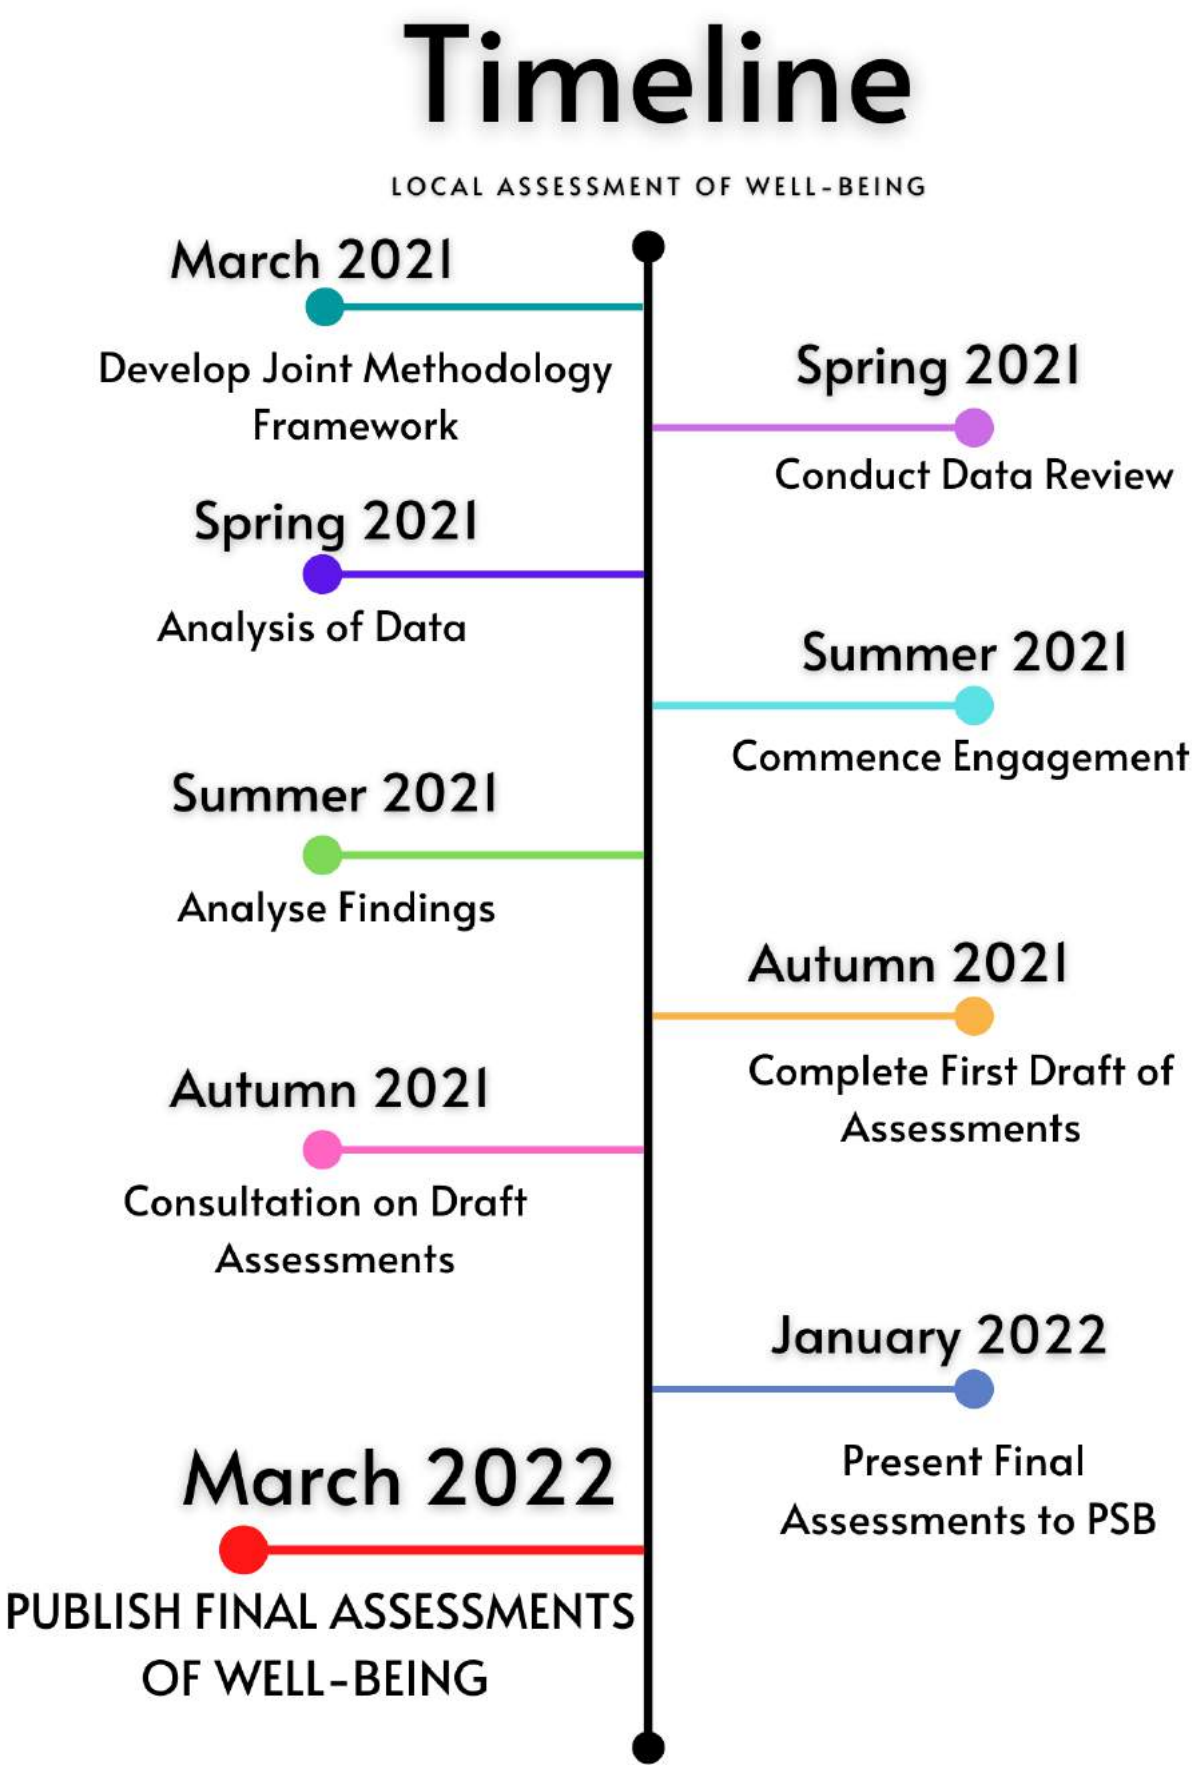 Timeline
LOCAL ASSESSMENT OF WELL-BEING
March 2021
Develop Joint Methodology
Framework
Spring 2021
Conduct Data Review
Spring 2021
Analysis of Data
Summer 2021
Commence Engagement
Summer 2021
Analyse Findings
Autumn 2021
Complete First Draft of
Assessments
Autumn 2021
Consultation on Draft
Assessments
January 2022
Present Final
Assessments to PSB
March 2022
PUBLISH FINAL ASSESSMENTS
OF WELL-BEING